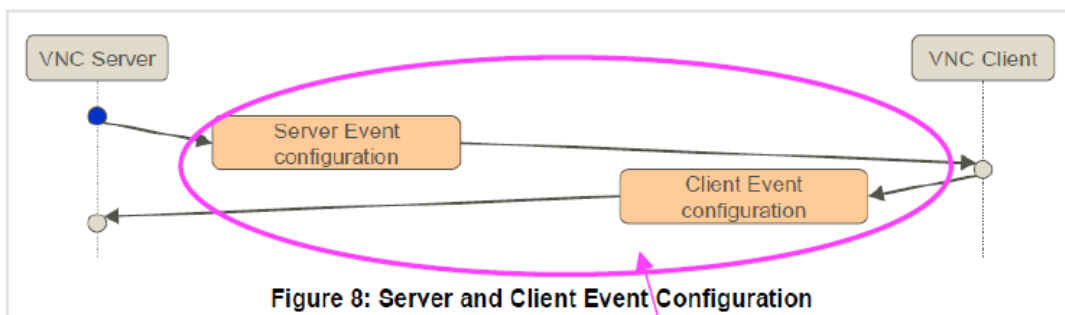 VNC Server
VNC Client
Server Event
configuration
Client Event
configuration
Figure 8: Server and Client Event Configuration